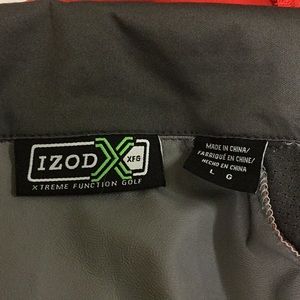 IZOD X XFG
XTREME FUNCTION GOLF
MADE IN CHINA/
FABRIQUÉ EN CHINE/
HECHO EN CHINA
L G